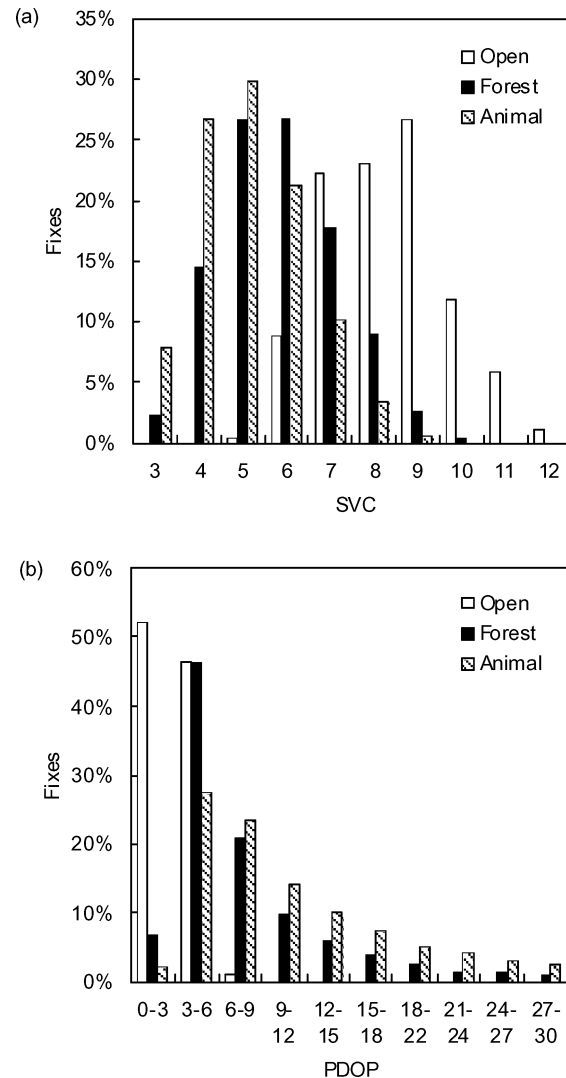 (a)
35%
30%
25%
20%
15%
10%
5%
0%
Fixes
Open
Forest
Animal
3 4 5 6 7 8 9 10 11 12
SVC
(b)
60%
50%
40%
30%
20%
10%
0%
Fixes
Open
Forest
Animal
0-3 3-6 6-9 9- 12- 15- 18- 21- 24- 27-
12 15 18 22 24 27 30
PDOP